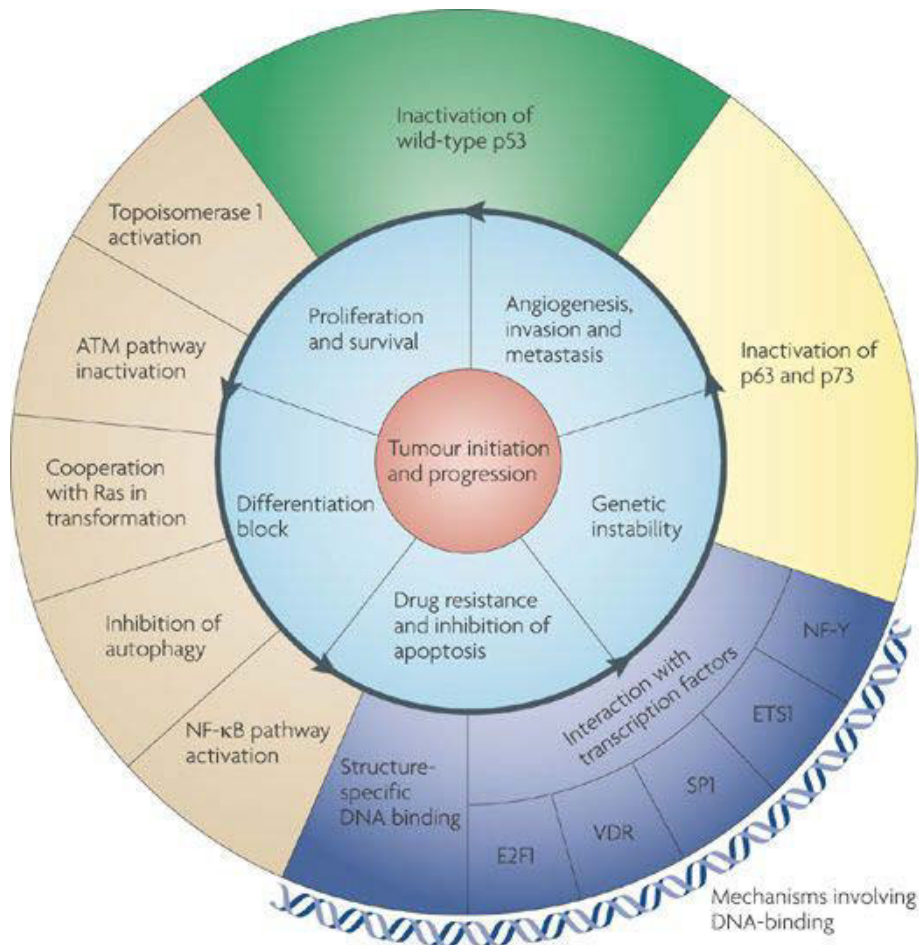 Inactivation of
wild-type p53
Topoisomerase 1
activation
Proliferation
and survival
Angiogenesis,
invasion and
metastasis
ATM pathway
inactivation
Inactivation of
p63 and p73
Tumour initiation
and progression
Cooperation
with Ras in
transformation
Differentiation
block
Genetic
instability
Drug resistance
and inhibition of
apoptosis
Inhibition of
autophagy
NF-κB pathway
activation
Structure-
specific
DNA binding
Interaction with
transcription factors
E2F1
VDR
SP1
ETS1
NF-Y
Mechanisms involving
DNA-binding